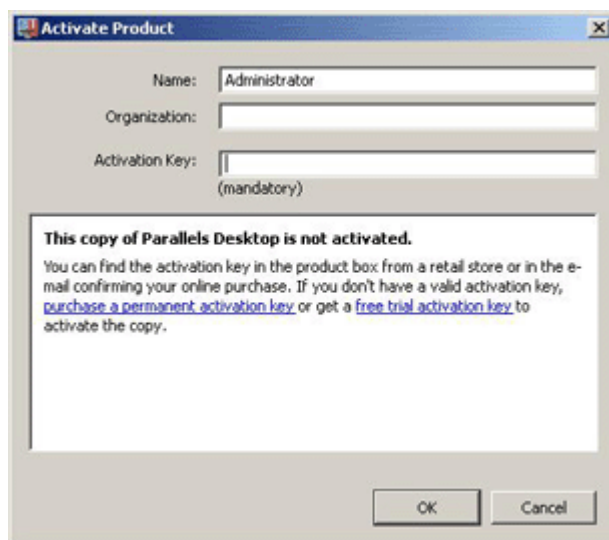 Activate Product
Name: Administrator
Organization:
Activation Key:
(mandatory)
This copy of Parallels Desktop is not activated.
You can find the activation key in the product box from a retail store or in the e-
mail confirming your online purchase. If you don't have a valid activation key,
purchase a permanent activation key or get a free trial activation key to
activate the copy.
OK Cancel